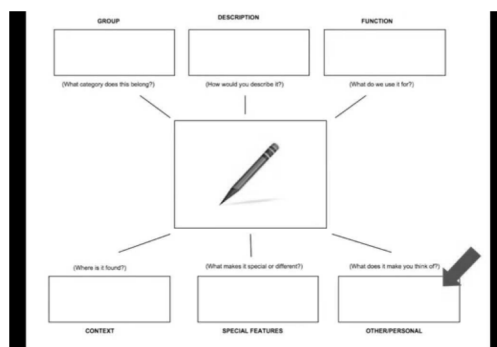 GROUP
DESCRIPTION
FUNCTION
(What category does this belong?)
(How would you describe it?)
(What do we use it for?)
(Where is it found?)
(What makes it special or different?)
(What does it make you think of?)
CONTEXT
SPECIAL FEATURES
OTHER/PERSONAL